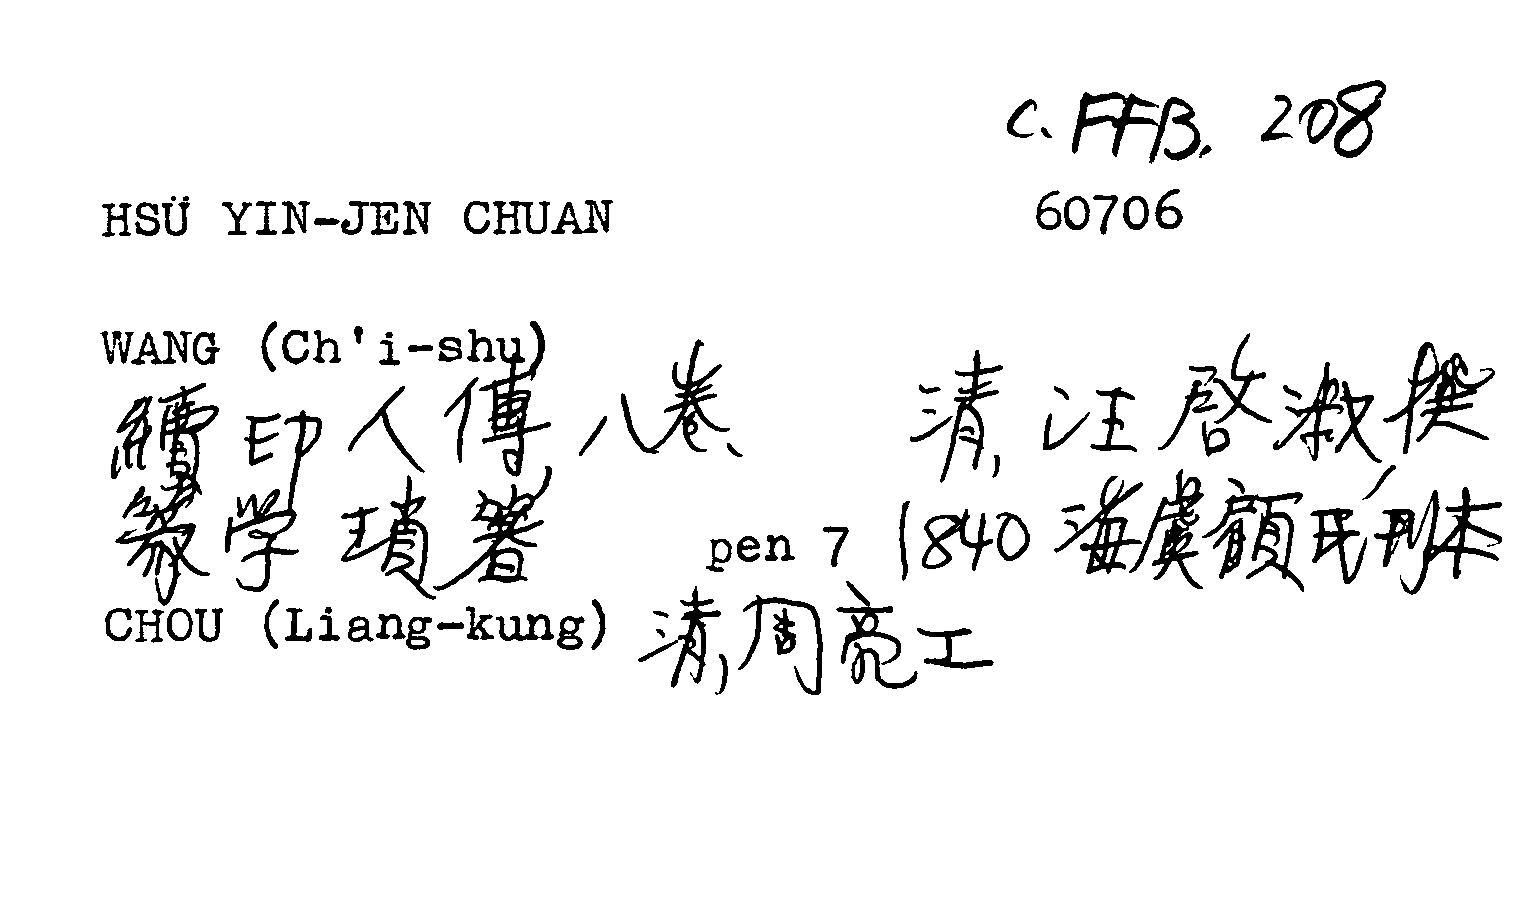 C. FFB. 208
HSÜ YIN-JEN CHUAN 60706
WANG (Ch'i-shu)
續印人傳八卷、 清, 汪啓淑撰
篆学瑣著, pen 7 1840 海虞顧氏刊本
CHOU (Liang-kung) 清, 周亮工